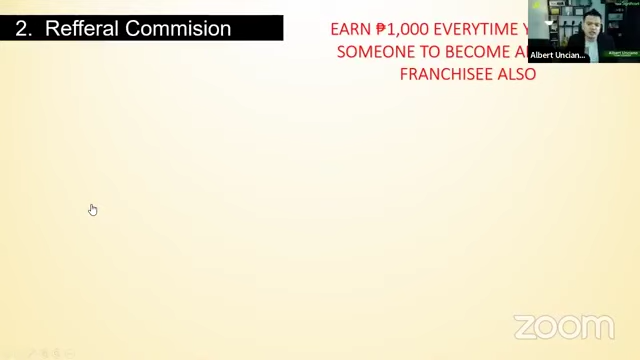 2. Refferal Commision
EARN ₱1,000 EVERYTIME
SOMEONE TO BECOME
FRANCHISEE ALSO
Albert Uncian...
zoom